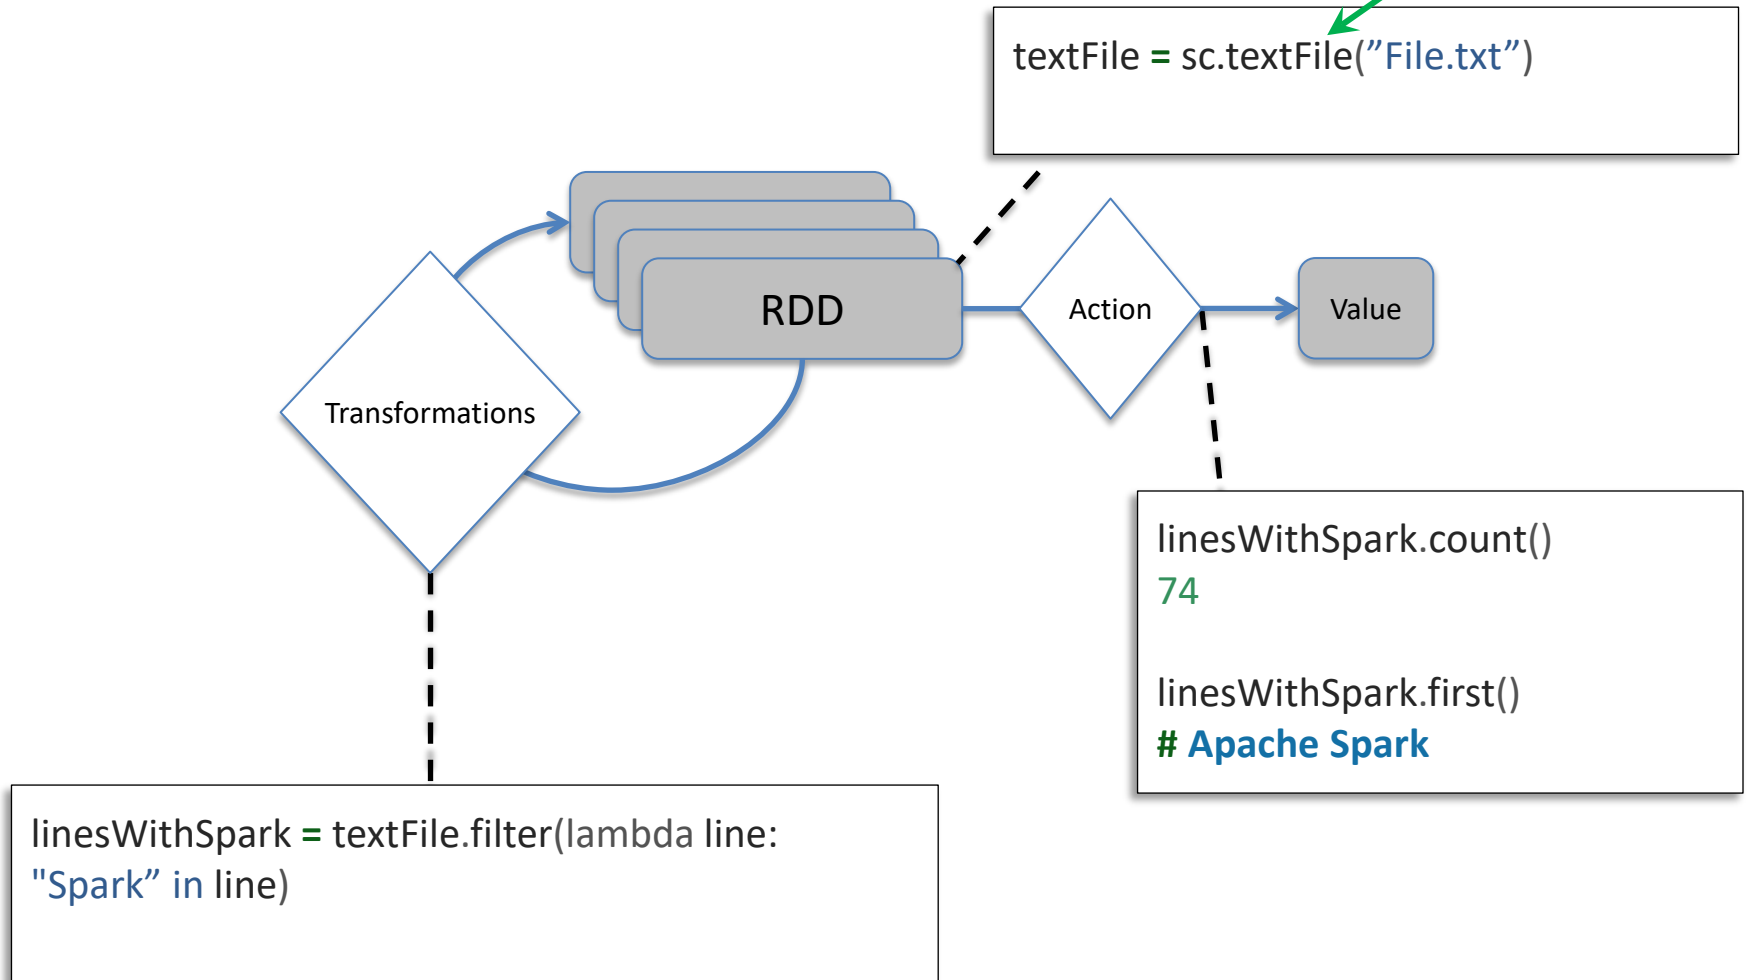 textFile = sc.textFile(”File.txt”)
RDD
Action
Value
Transformations
linesWithSpark.count()
74
linesWithSpark.first()
# Apache Spark
linesWithSpark = textFile.filter(lambda line:
"Spark” in line)